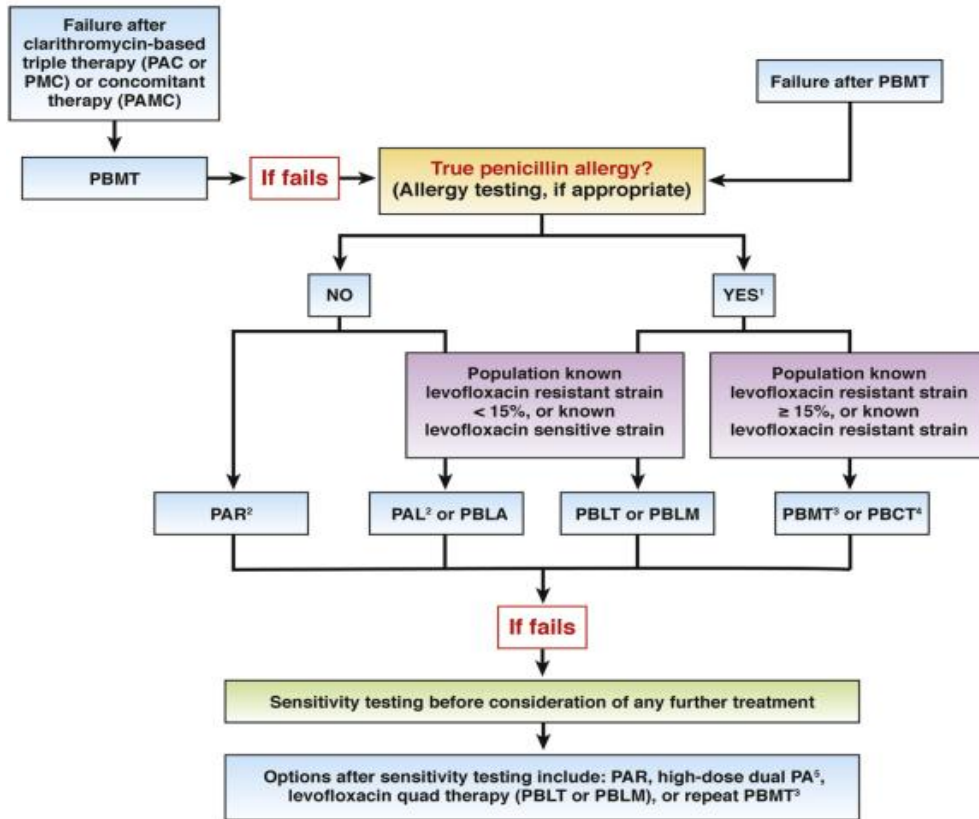 Failure after
clarithromycin-based
triple therapy (PAC or
PMC) or concomitant
therapy (PAMC)
Failure after PBMT
PBMT
If fails
True penicillin allergy?
(Allergy testing, if appropriate)
NO
YES¹
Population known
levofloxacin resistant strain
< 15%, or known
levofloxacin sensitive strain
Population known
levofloxacin resistant strain
≥ 15%, or known
levofloxacin resistant strain
PAR²
PAL² or PBLA
PBLT or PBLM
PBMT³ or PBCT⁴
If fails
Sensitivity testing before consideration of any further treatment
Options after sensitivity testing include: PAR, high-dose dual PA⁵,
levofloxacin quad therapy (PBLT or PBLM), or repeat PBMT³